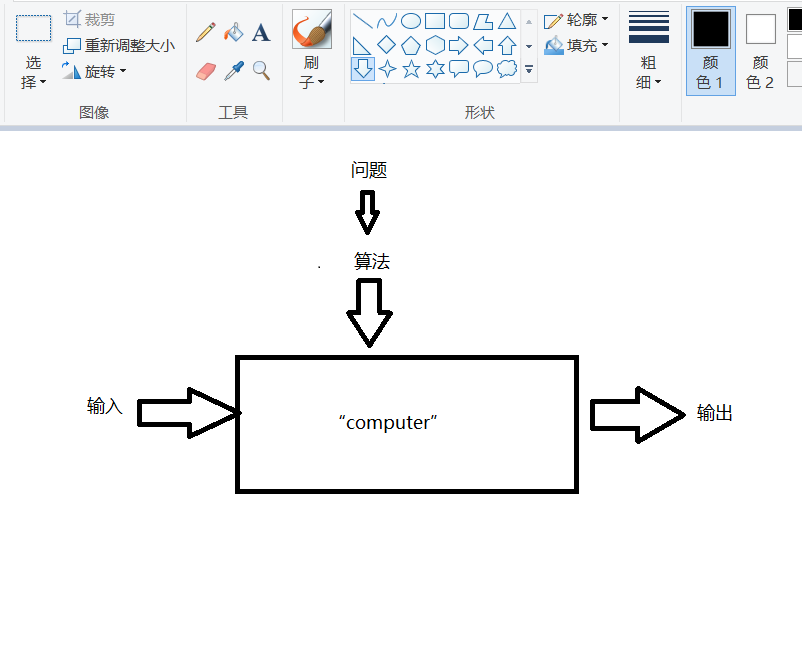 裁剪
重新调整大小
旋转
选
择
图像
A
工具
刷
子
形状
轮廓
填充
粗
细
颜
色 1
颜
色 2
问题
算法
输入
“computer”
输出